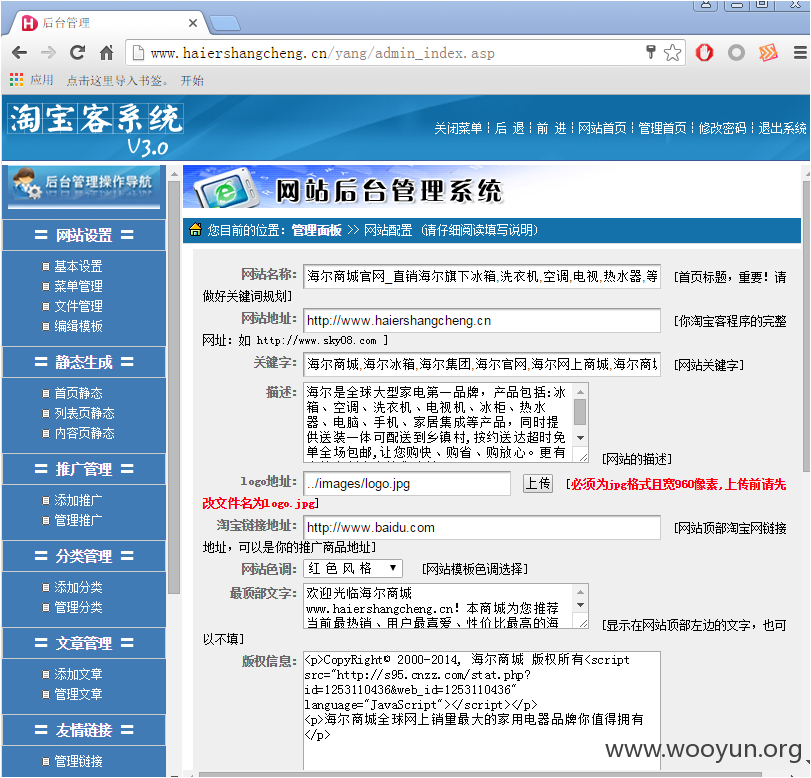 后台管理
www.haiershangcheng.cn/yang/admin_index.asp
应用 点击这里导入书签。 开始
淘宝客系统
V3.0
关闭菜单 | 后 退 | 前 进 | 网站首页 | 管理首页 | 修改密码 | 退出系统
后台管理操作导航
网站后台管理系统
您目前的位置：管理面板 >> 网站配置 （请仔细阅读填写说明）
= 网站设置 =
基本设置
菜单管理
文件管理
编缉模板
= 静态生成 =
首页静态
列表页静态
内容页静态
= 推广管理 =
添加推广
管理推广
= 分类管理 =
添加分类
管理分类
= 文章管理 =
添加文章
管理文章
= 友情链接 =
管理链接
网站名称： 海尔商城官网_直销海尔旗下冰箱,洗衣机,空调,电视,热水器,等 [首页标题，重要！请
做好关键词规划]
网站地址： http://www.haiershangcheng.cn [你淘宝客程序的完整
网址：如 http://www.sky08.com ]
关键字： 海尔商城,海尔冰箱,海尔集团,海尔官网,海尔网上商城,海尔商城 [网站关键字]
描述： 海尔是全球大型家电第一品牌，产品包括:冰
箱、空调、洗衣机、电视机、冰柜、热水
器、电脑、手机、家居集成等产品，同时提
供送装一体可配送到乡镇村,按约送达超时免
单全场包邮,让您购快、购省、购放心。更有
[网站的描述]
logo地址： ../images/logo.jpg 上传 [必须为jpg格式且宽960像素,上传前请先
改文件名为logo.jpg]
淘宝链接地址： http://www.baidu.com [网站顶部淘宝网链接
地址，可以是你的推广商品地址]
网站色调： 红 色 风 格 [网站模板色调选择]
最顶部文字： 欢迎光临海尔商城
www.haiershangcheng.cn！本商城为您推荐
当前最热销、用户最喜爱、性价比最高的海
[显示在网站顶部左边的文字，也可
以不填]
版权信息： <p>CopyRight© 2000-2014, 海尔商城 版权所有<script
src="http://s95.cnzz.com/stat.php?
id=1253110436&web_id=1253110436"
language="JavaScript"></script></p>
<p>海尔商城全球网上销量最大的家用电器品牌你值得拥有
</p>
www.wooyun.org